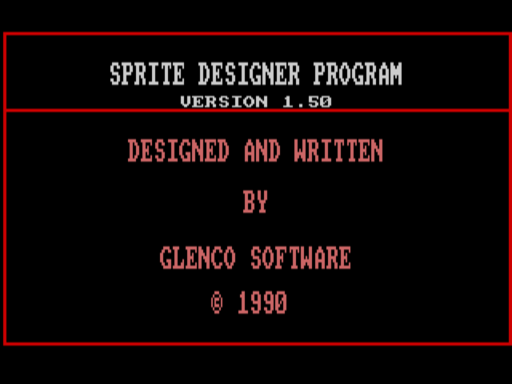 SPRITE DESIGNER PROGRAM
VERSION 1.50
DESIGNED AND WRITTEN
BY
GLENCO SOFTWARE
© 1990